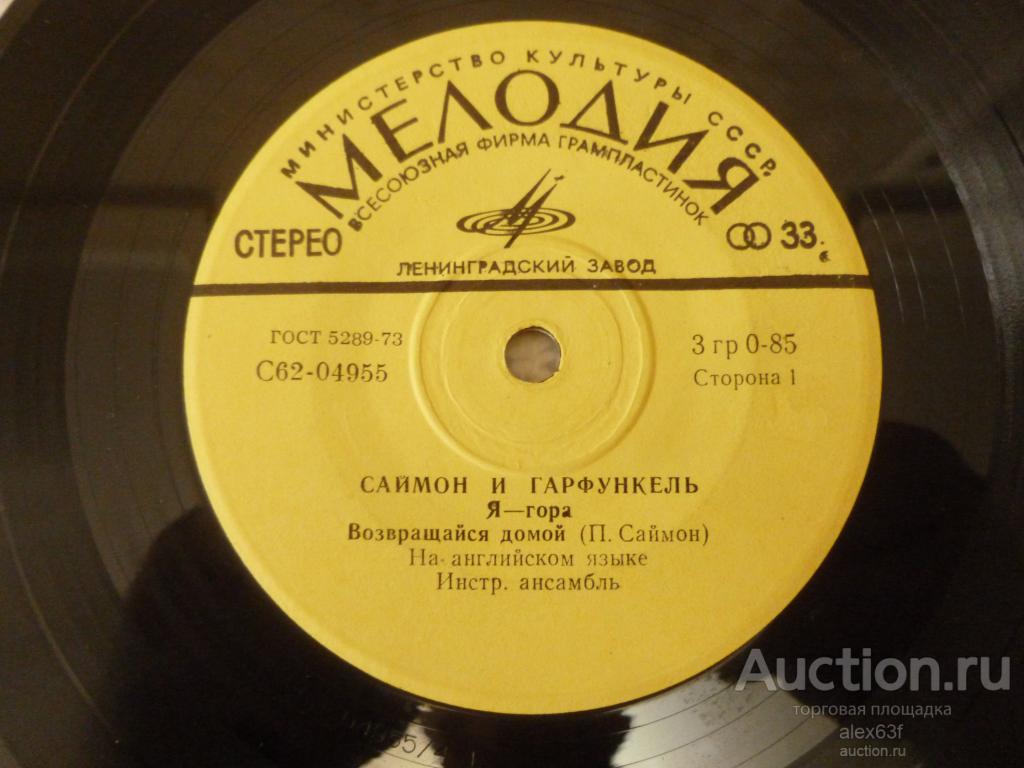 МИНИСТЕРСТВО КУЛЬТУРЫ СССР.
МЕЛОДИЯ
ВСЕСОЮЗНАЯ ФИРМА ГРАМПЛАСТИНОК
СТЕРЕО
33.
ЛЕНИНГРАДСКИЙ ЗАВОД
ГОСТ 5289-73
3 гр 0-85
С62-04955
Сторона 1
САЙМОН И ГАРФУНКЕЛЬ
Я—гора
Возвращайся домой (П. Саймон)
На английском языке
Инстр. ансамбль
Auction.ru
торговая площадка
alex63f
auction.ru